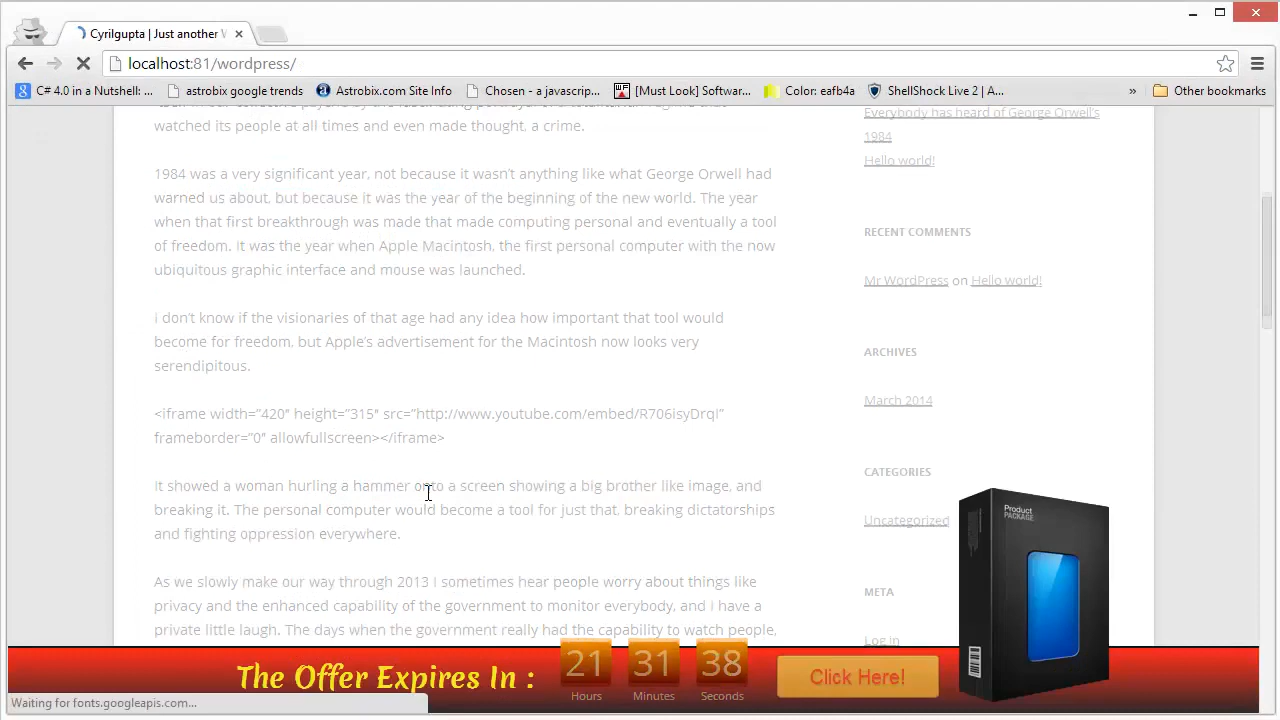 Cyrilgupta | Just another W
localhost:81/wordpress/
C# 4.0 in a Nutshell: ...
astrobix google trends
Astrobix.com Site Info
Chosen - a javascrip...
[Must Look] Softwar...
Color: eafb4a
ShellShock Live 2 | A...
»
Other bookmarks
watched its people at all times and even made thought, a crime.
1984 was a very significant year, not because it wasn't anything like what George Orwell had
warned us about, but because it was the year of the beginning of the new world. The year
when that first breakthrough was made that made computing personal and eventually a tool
of freedom. It was the year when Apple Macintosh, the first personal computer with the now
ubiquitous graphic interface and mouse was launched.
I don't know if the visionaries of that age had any idea how important that tool would
become for freedom, but Apple's advertisement for the Macintosh now looks very
serendipitous.
<iframe width="420″ height="315″ src="http://www.youtube.com/embed/R706isyDrqI"
frameborder="0″ allowfullscreen></iframe>
It showed a woman hurling a hammer onto a screen showing a big brother like image, and
breaking it. The personal computer would become a tool for just that, breaking dictatorships
and fighting oppression everywhere.
As we slowly make our way through 2013 I sometimes hear people worry about things like
privacy and the enhanced capability of the government to monitor everybody, and I have a
private little laugh. The days when the government really had the capability to watch people,
Everybody has heard of George Orwell's
1984
Hello world!
RECENT COMMENTS
Mr WordPress on Hello world!
ARCHIVES
March 2014
CATEGORIES
Uncategorized
META
Log in
Product
PACKAGE
The Offer Expires In :
21 31 38
Hours Minutes Seconds
Click Here!
Waiting for fonts.googleapis.com...